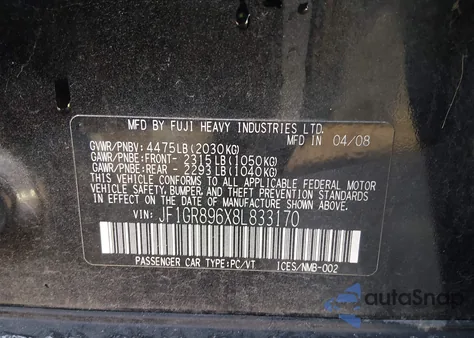 MFD BY FUJI HEAVY INDUSTRIES LTD.
MFD IN 04/08
GVWR/PNBV: 4475LB(2030KG)
GAWR/PNBE:FRONT- 2315LB(1050KG)
GAWR/PNBE:REAR - 2293LB(1040KG)
THIS VEHICLE CONFORMS TO ALL APPLICABLE FEDERAL MOTOR
VEHICLE SAFETY, BUMPER, AND THEFT PREVENTION STANDARDS
IN EFFECT ON THE DATE OF MANUFACTURE SHOWN ABOVE.
VIN: JF1GR896X8L833170
PASSENGER CAR TYPE:PC/VT ICES/NMB-002
autoSnap